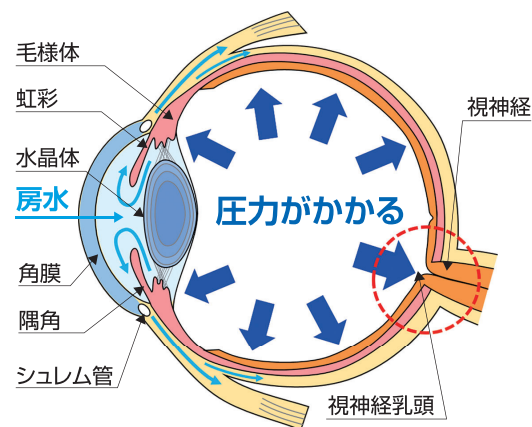 毛様体
虹彩
水晶体
房水
角膜
隅角
シュレム管
圧力がかかる
視神経
視神経乳頭